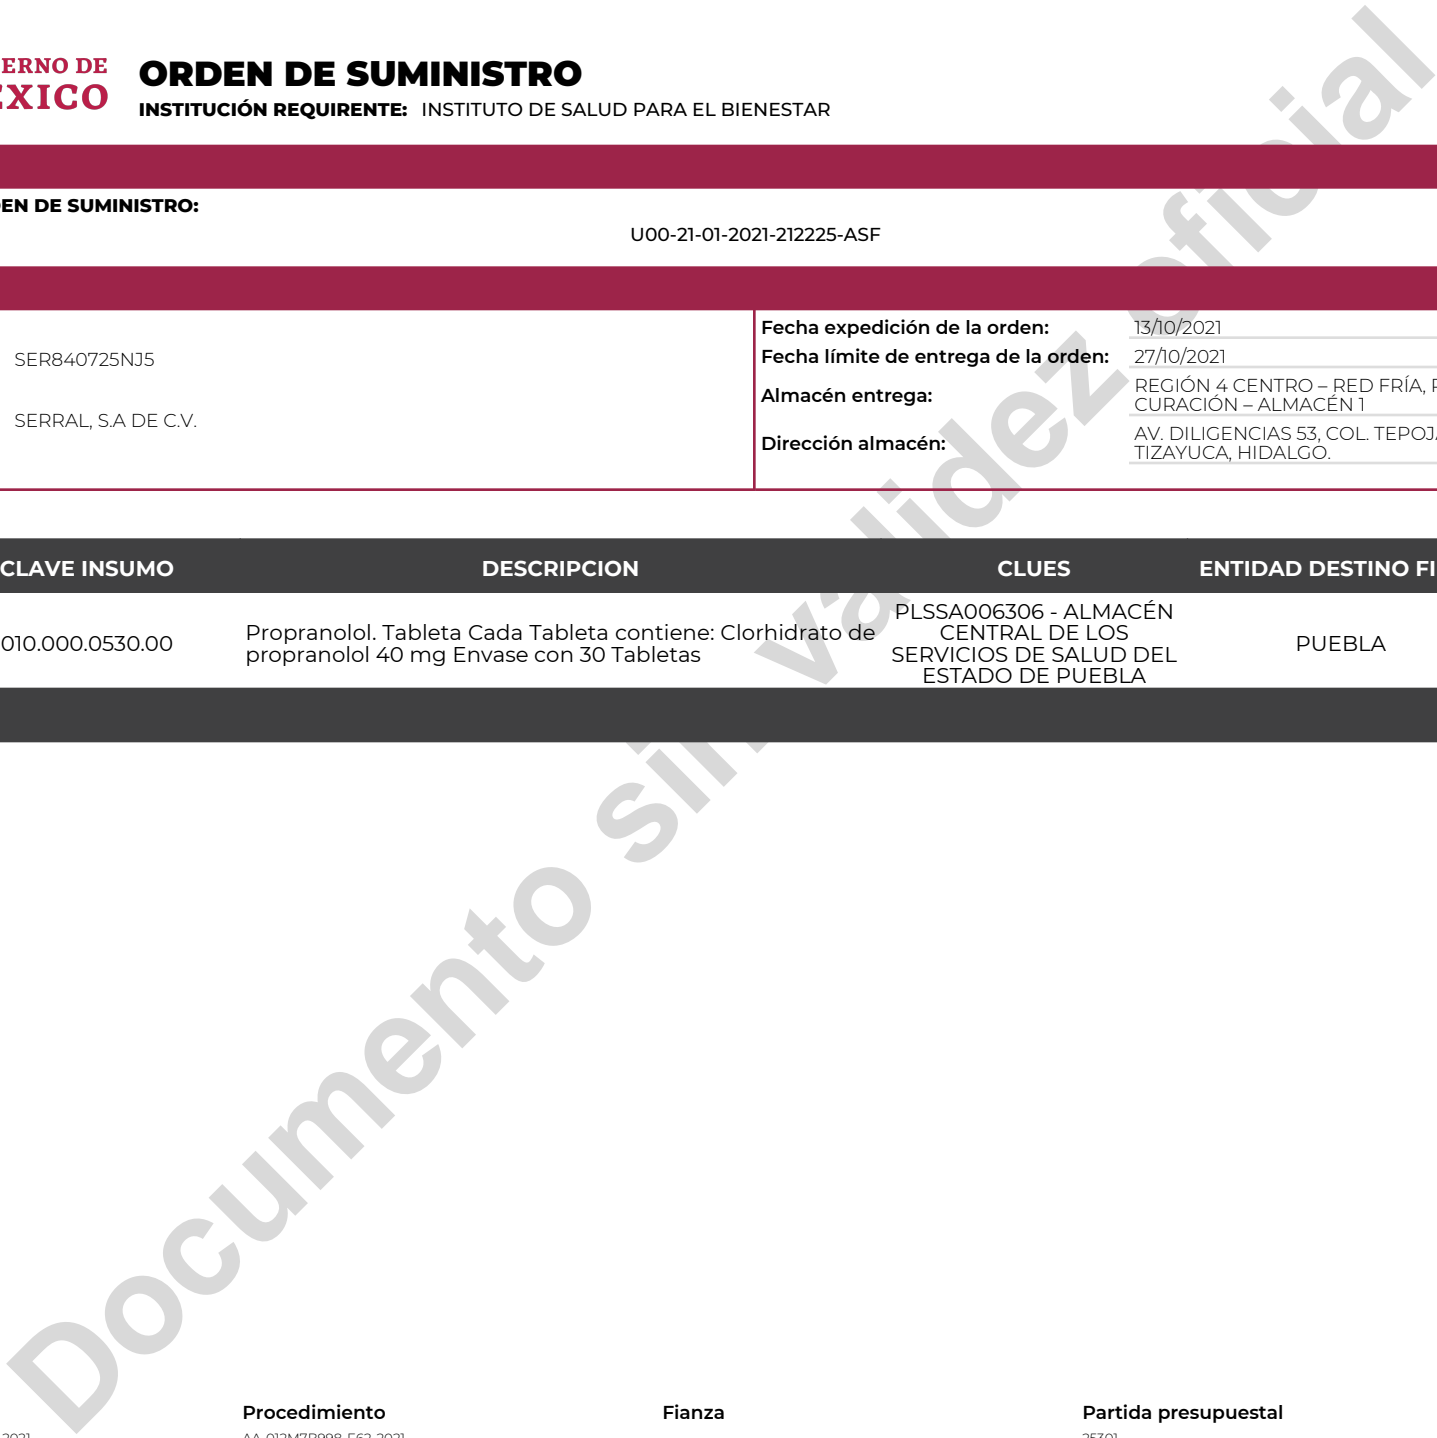 ERNO DE
ÉXICO
ORDEN DE SUMINISTRO
INSTITUCIÓN REQUIRENTE: INSTITUTO DE SALUD PARA EL BIENESTAR
EN DE SUMINISTRO:
U00-21-01-2021-212225-ASF
SER840725NJ5
SERRAL, S.A DE C.V.
Fecha expedición de la orden: 13/10/2021
Fecha límite de entrega de la orden: 27/10/2021
Almacén entrega: REGIÓN 4 CENTRO – RED FRÍA,
CURACIÓN – ALMACÉN 1
Dirección almacén: AV. DILIGENCIAS 53, COL. TEPOJ
TIZAYUCA, HIDALGO.
CLAVE INSUMO DESCRIPCION CLUES ENTIDAD DESTINO FI
010.000.0530.00
Propranolol. Tableta Cada Tableta contiene: Clorhidrato de
propranolol 40 mg Envase con 30 Tabletas
PLSSA006306 - ALMACÉN
CENTRAL DE LOS
SERVICIOS DE SALUD DEL
ESTADO DE PUEBLA
PUEBLA
Documento sin validez oficial
Procedimiento Fianza Partida presupuestal